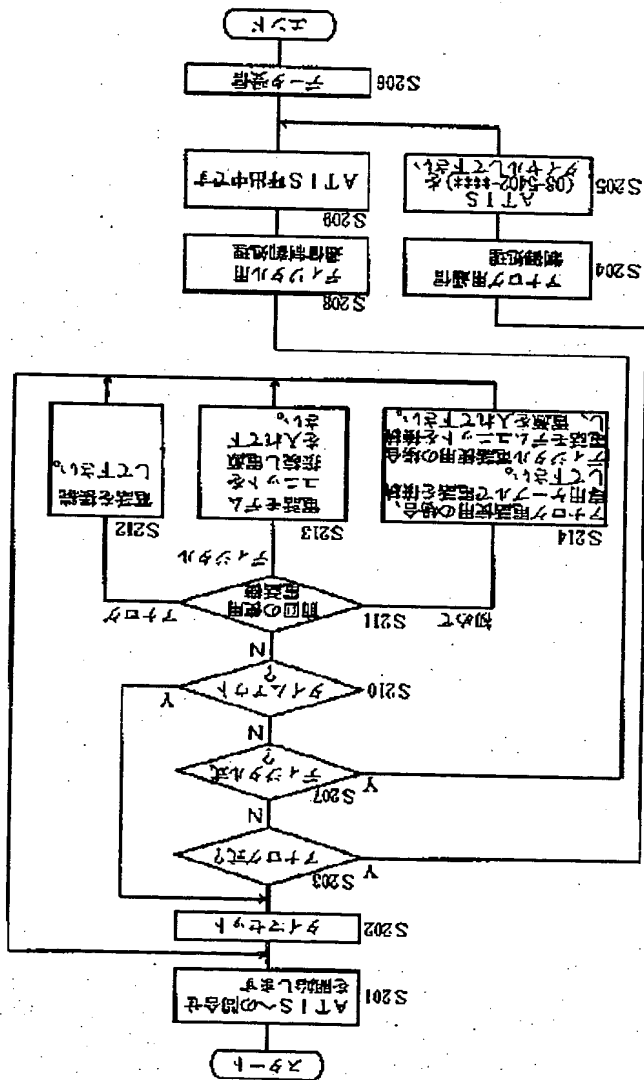 スタート
S201
ATISへの問合せ
を開始します
S202
タイマセット
S203
アナログ式?
Y
N
S207
ディジタル式
?
Y
N
S210
タイムアウト
?
Y
N
S211
前回の使用
電話機
初めて
ディジタル
アナログ
S214
アナログ電話使用の場合、
専用ケーブルで電話を接続
して下さい。
ディジタル電話使用の場合
電話モデムユニットを接続
し、電源を入れて下さい。
S213
電話モデム
ユニットを
接続し電源
を入れて下
さい。
S212
電話を接続
して下さい。
S204
アナログ用通信
制御処理
S205
ATIS
(03-5402-****)を
ダイヤルして下さい。
S208
ディジタル用
通信制御処理
S209
ATIS呼出中です
S206
データ受信
エンド